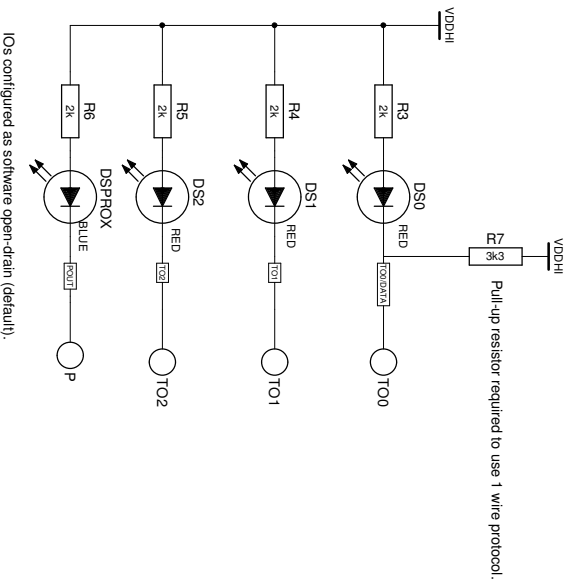 VDDHI
VDDHI
R7
3k3
Pull-up resistor required to use 1 wire protocol.
R3
2k
DS0
RED
TO0/DATA
TO0
R4
2k
DS1
RED
TO1
TO1
R5
2k
DS2
RED
TO2
TO2
R6
2k
DSPROX
BLUE
POUT
P
IOs configured as software open-drain (default).